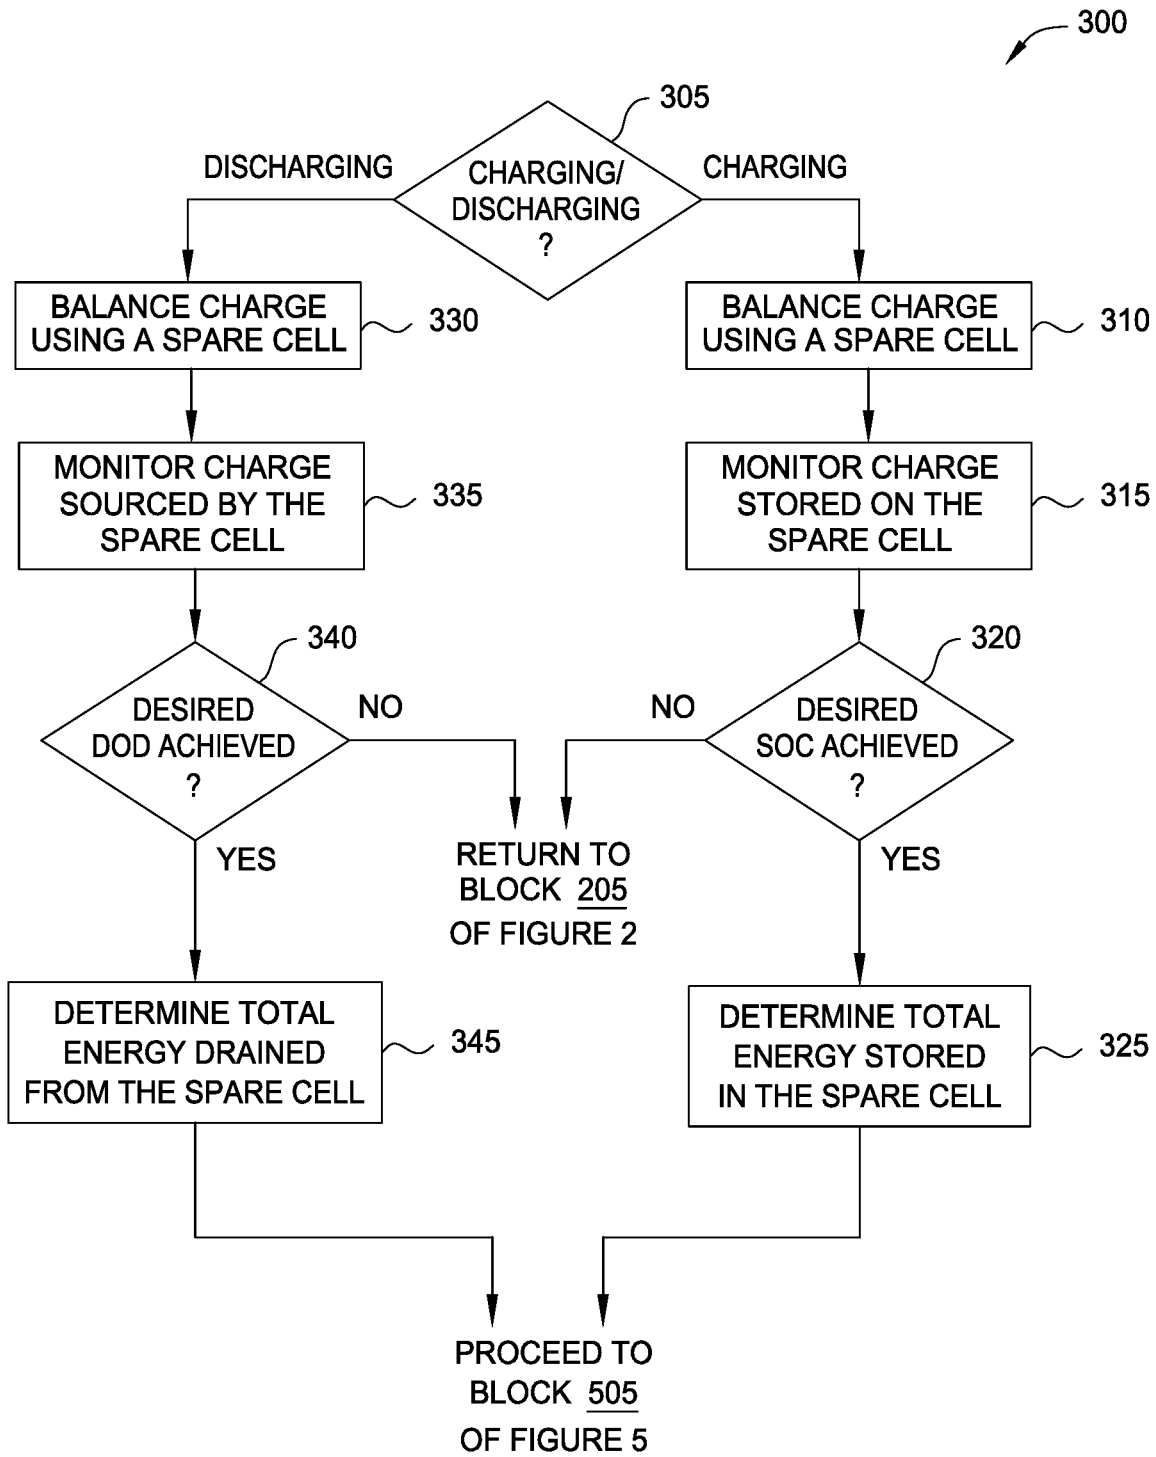 300
305
DISCHARGING
CHARGING/
DISCHARGING
?
CHARGING
BALANCE CHARGE
USING A SPARE CELL
330
BALANCE CHARGE
USING A SPARE CELL
310
MONITOR CHARGE
SOURCED BY THE
SPARE CELL
335
MONITOR CHARGE
STORED ON THE
SPARE CELL
315
340
DESIRED
DOD ACHIEVED
?
NO
YES
320
DESIRED
SOC ACHIEVED
?
NO
YES
RETURN TO
BLOCK 205
OF FIGURE 2
DETERMINE TOTAL
ENERGY DRAINED
FROM THE SPARE CELL
345
DETERMINE TOTAL
ENERGY STORED
IN THE SPARE CELL
325
PROCEED TO
BLOCK 505
OF FIGURE 5